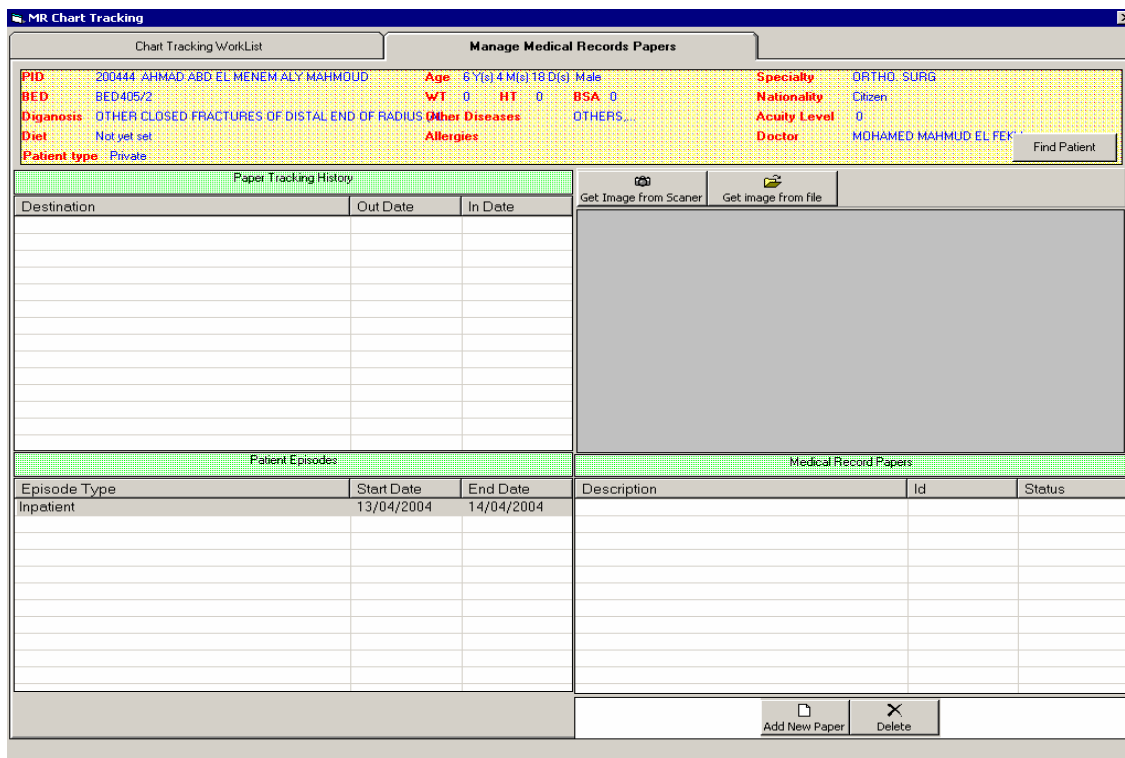 MR Chart Tracking
Chart Tracking WorkList Manage Medical Records Papers
PID 200444 AHMAD ABD EL MENEM ALY MAHMOUD Age 6 Y(s) 4 M(s) 18 D(s) Male Specialty ORTHO. SURG
BED BED405/2 WT 0 HT 0 BSA 0 Nationality Citizen
Diganosis OTHER CLOSED FRACTURES OF DISTAL END OF RADIUS Other Diseases OTHERS,... Acuity Level 0
Diet Not yet set Allergies Doctor MOHAMED MAHMUD EL
Patient type Private Find Patient
Paper Tracking History
Get Image from Scaner Get image from file
Destination Out Date In Date
Patient Episodes Medical Record Papers
Episode Type Start Date End Date Description Id Status
Inpatient 13/04/2004 14/04/2004
Add New Paper Delete